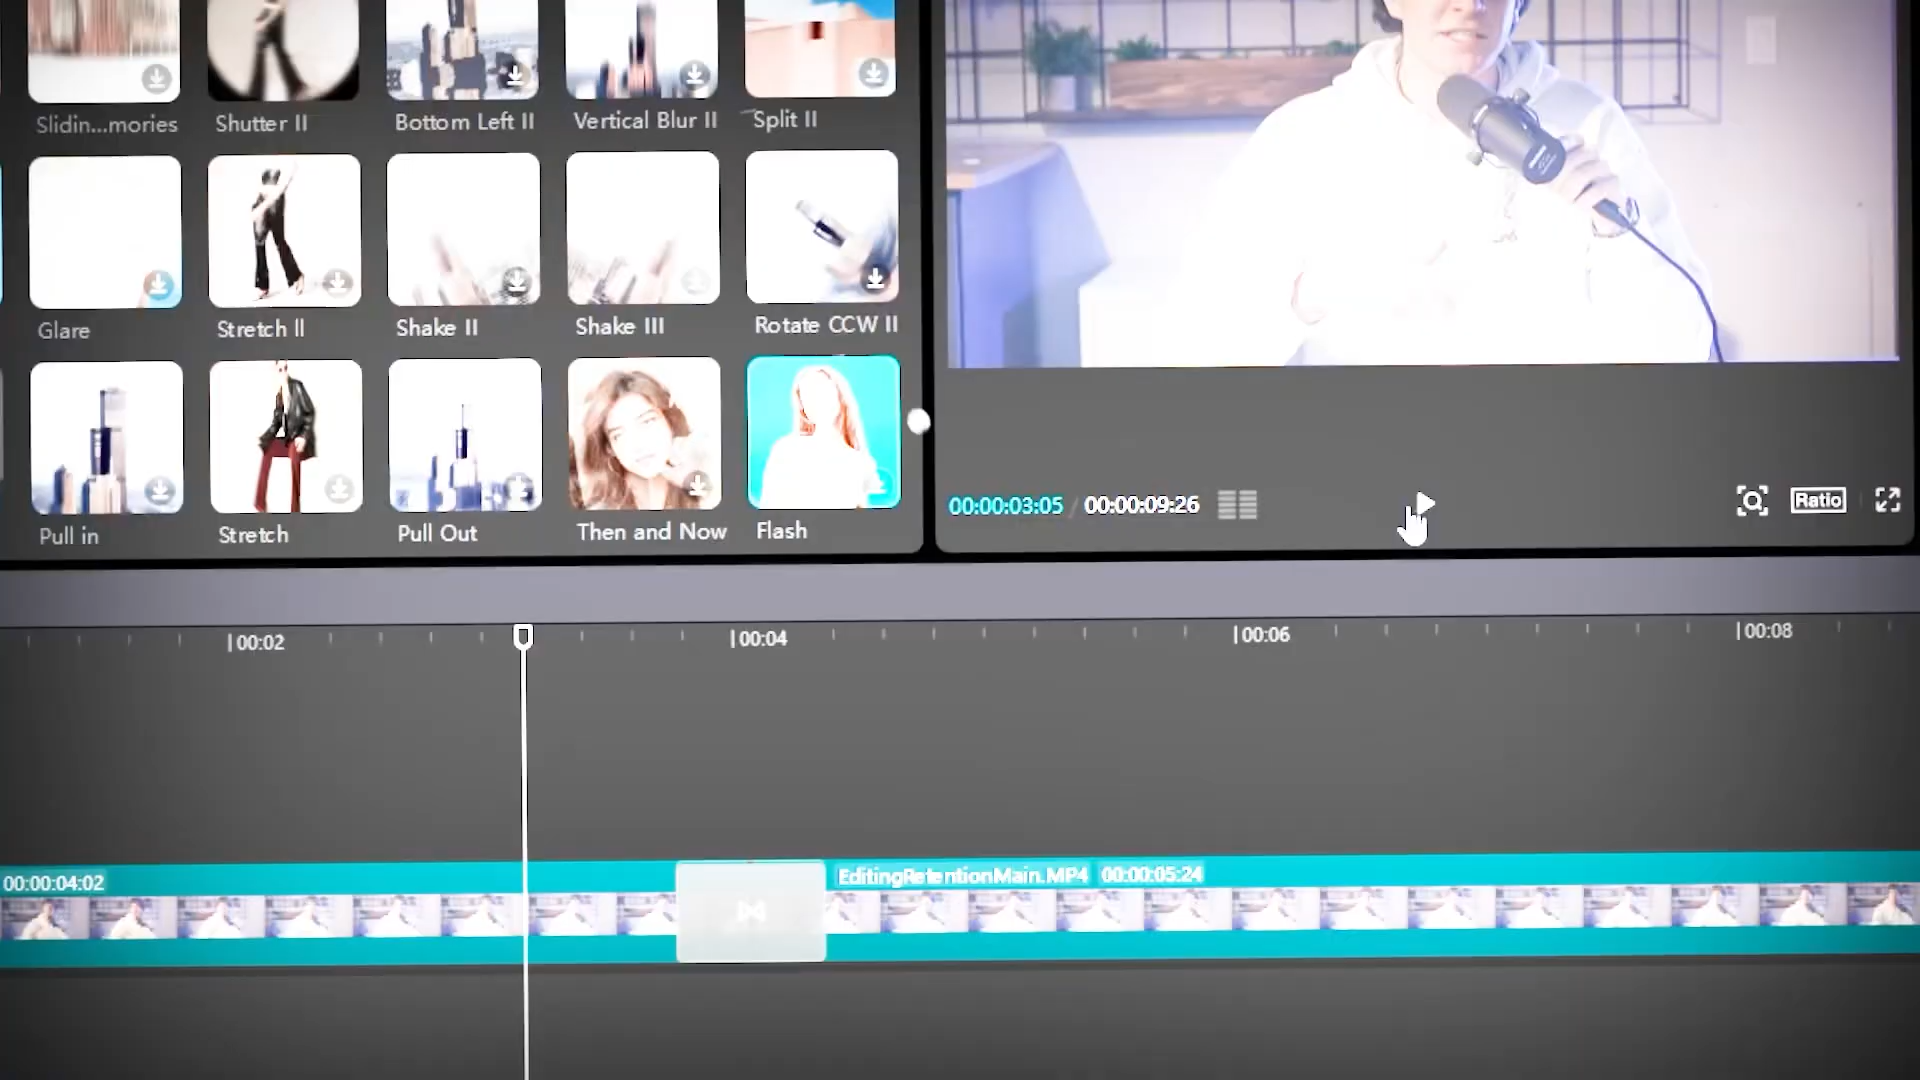 Slidin...mories
Shutter II
Bottom Left II
Vertical Blur II
Split II
Glare
Stretch II
Shake II
Shake III
Rotate CCW II
Pull in
Stretch
Pull Out
Then and Now
Flash
00:00:03:05 / 00:00:09:26
Ratio
00:02
00:04
00:06
00:08
00:00:04:02
EditingRetentionMain.MP4 00:00:05:24